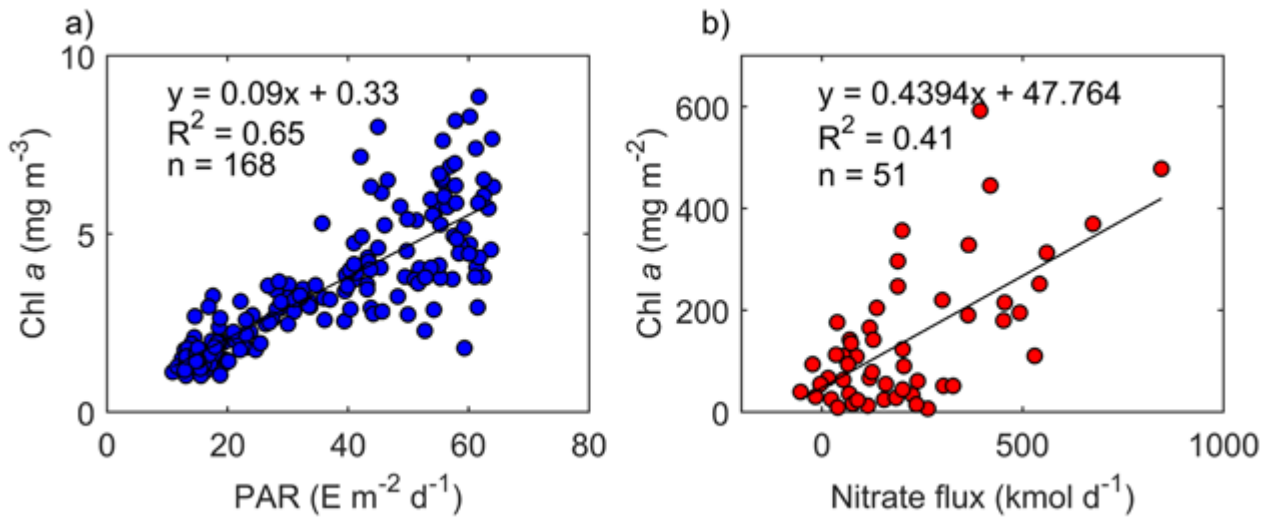 a)
10
5
0
Chl a (mg m⁻³)
y = 0.09x + 0.33
R² = 0.65
n = 168
0 20 40 60 80
PAR (E m⁻² d⁻¹)
b)
600
400
200
0
Chl a (mg m⁻²)
y = 0.4394x + 47.764
R² = 0.41
n = 51
0 500 1000
Nitrate flux (kmol d⁻¹)